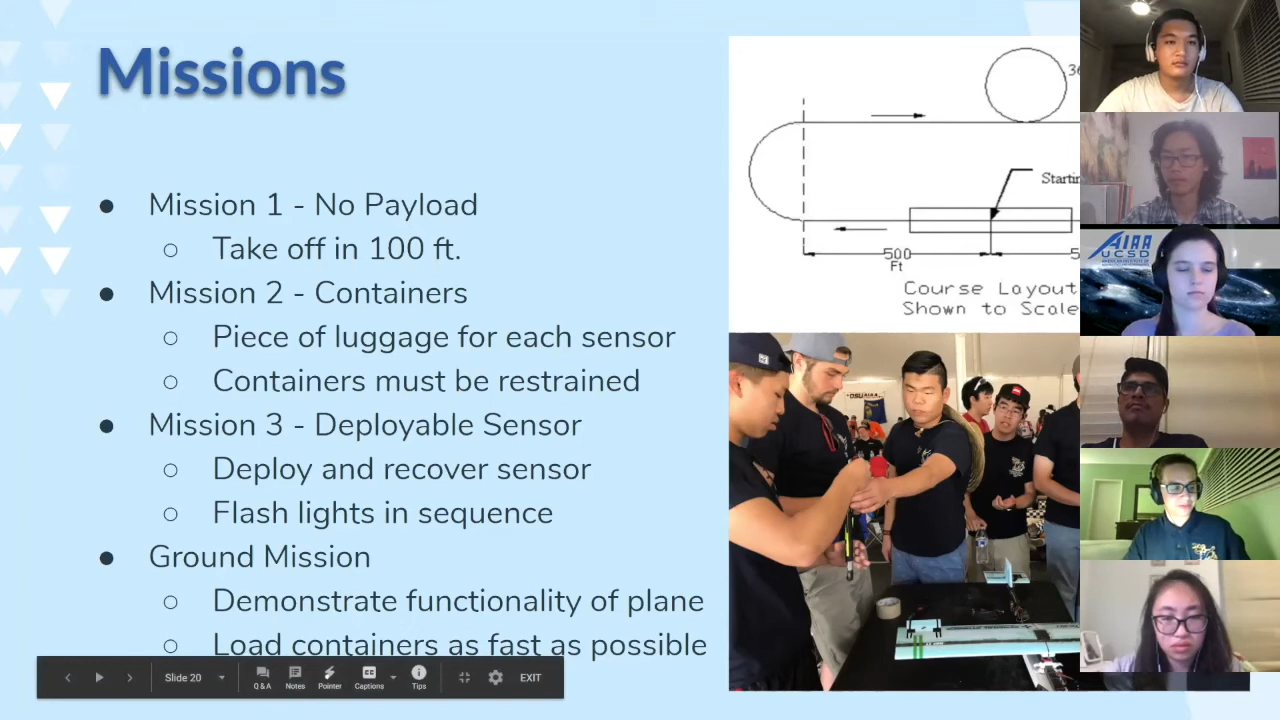 Missions
● Mission 1 - No Payload
○ Take off in 100 ft.
● Mission 2 - Containers
○ Piece of luggage for each sensor
○ Containers must be restrained
● Mission 3 - Deployable Sensor
○ Deploy and recover sensor
○ Flash lights in sequence
● Ground Mission
○ Demonstrate functionality of plane
○ Load containers as fast as possible
36
Startin
500
Ft
5
Course Layout
Shown to Scale
AIAA
UCSD
Slide 20
Q & A
Notes
Pointer
Captions
Tips
EXIT